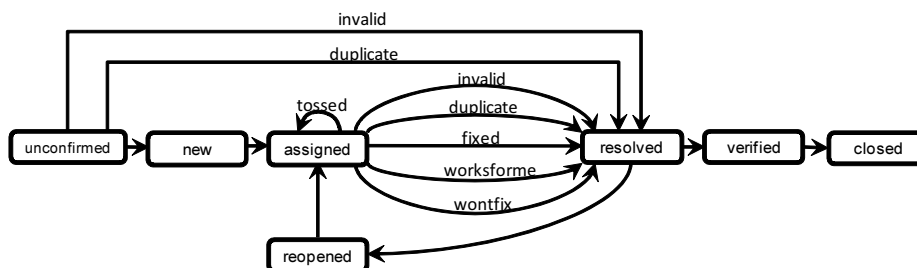 invalid
duplicate
invalid
tossed
duplicate
fixed
unconfirmed
new
assigned
resolved
verified
closed
worksforme
wontfix
reopened